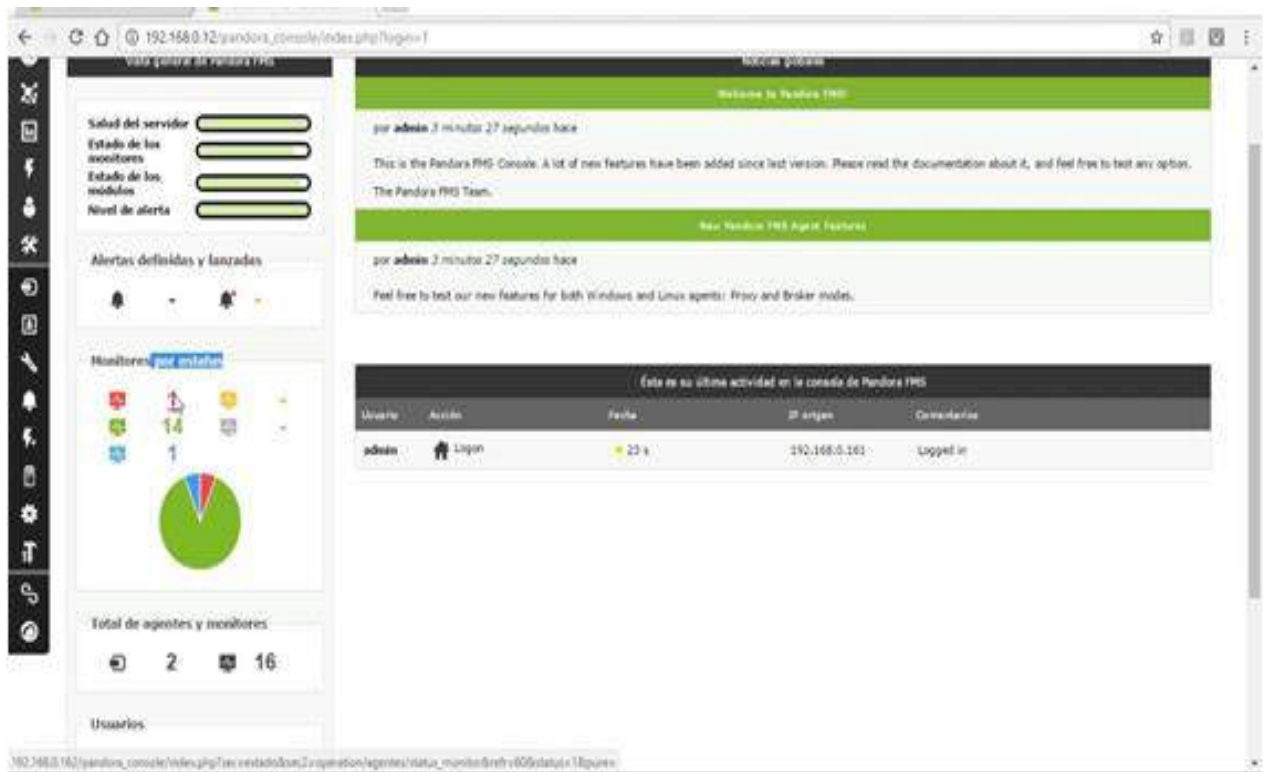 192.168.0.12/pandora_console/index.php?login=1
Vista general de Pandora FMS
Salud del servidor
Estado de los
monitores
Estado de los
módulos
Nivel de alerta
Alertas definidas y lanzadas
-
-
Monitores por estado
1
-
14
-
1
Total de agentes y monitores
2
16
Usuarios
Noticias globales
Welcome to Pandora FMS!
por admin 3 minutos 27 segundos hace
This is the Pandora FMS Console. A lot of new features have been added since last version. Please read the documentation about it, and feel free to test any option.
The Pandora FMS Team.
New Pandora FMS Agent Features
por admin 3 minutos 27 segundos hace
Feel free to test our new features for both Windows and Linux agents: Proxy and Broker modes.
Ésta es su última actividad en la consola de Pandora FMS
Usuario Acción Fecha IP origen Comentarios
admin Logon 23 s 192.168.0.161 Logged in